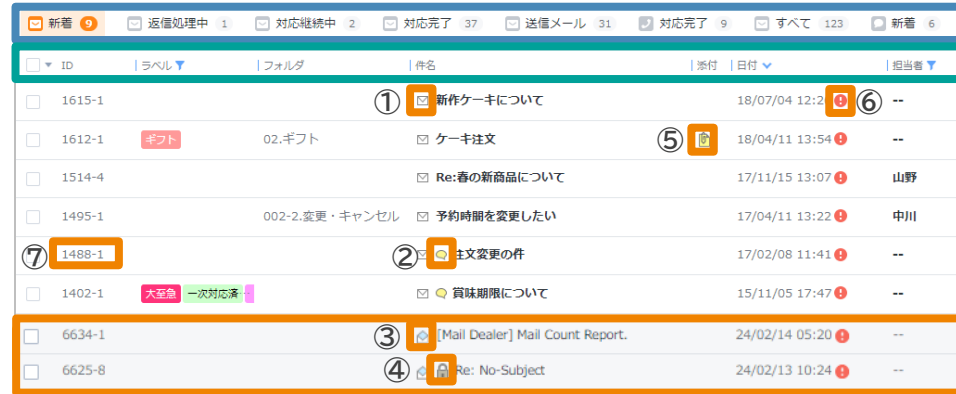 新着 9 返信処理中 1 対応継続中 2 対応完了 37 送信メール 31 対応完了 9 すべて 123 新着 6
ID ラベル フォルダ 件名 添付 日付 担当者
1615-1 ① 新作ケーキについて 18/07/04 12:2 ⑥ --
1612-1 ギフト 02.ギフト ケーキ注文 ⑤ 18/04/11 13:54 --
1514-4 Re:春の新商品について 17/11/15 13:07 山野
1495-1 002-2.変更・キャンセル 予約時間を変更したい 17/04/11 13:22 中川
⑦ 1488-1 ② 注文変更の件 17/02/08 11:41 --
1402-1 大至急 一次対応済… 賞味期限について 15/11/05 17:47 --
6634-1 ③ [Mail Dealer] Mail Count Report. 24/02/14 05:20 --
6625-8 ④ Re: No-Subject 24/02/13 10:24 --